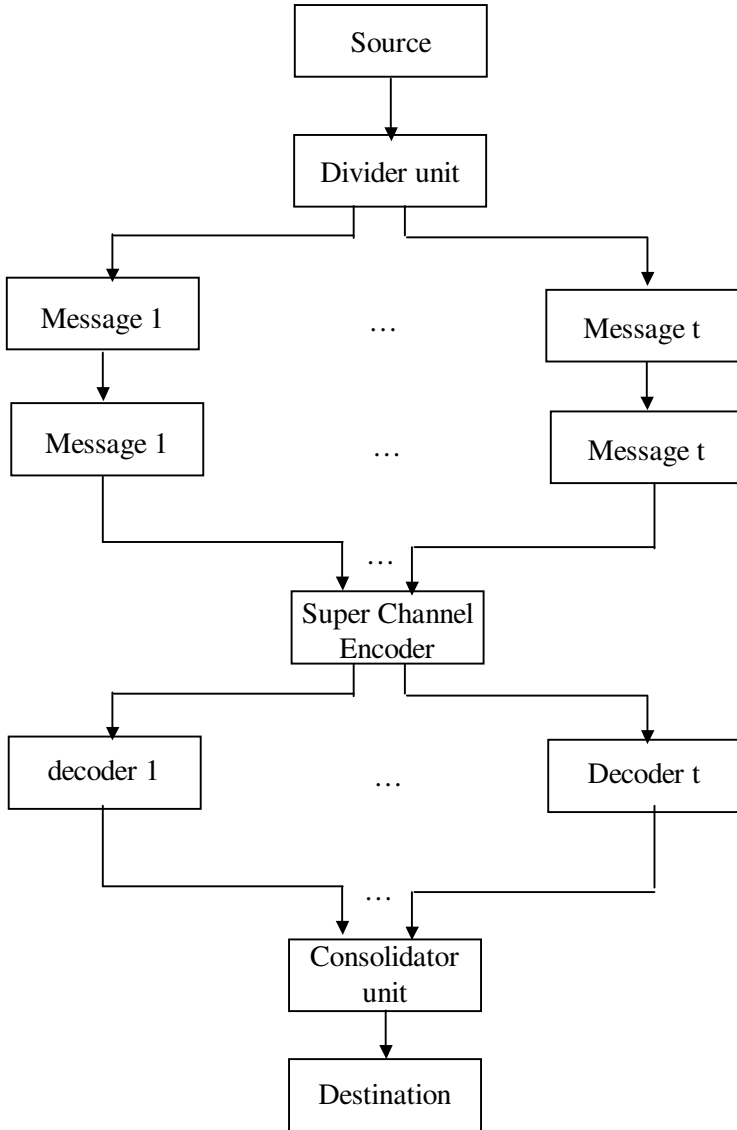 Source
Divider unit
Message 1
…
Message t
Message 1
…
Message t
…
Super Channel
Encoder
decoder 1
…
Decoder t
…
Consolidator
unit
Destination